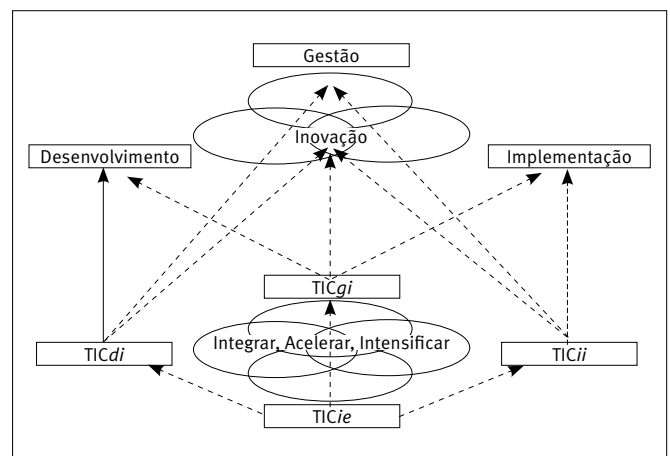 Gestão
Inovação
Desenvolvimento
Implementação
TICgi
Integrar, Acelerar, Intensificar
TICdi
TICii
TICie